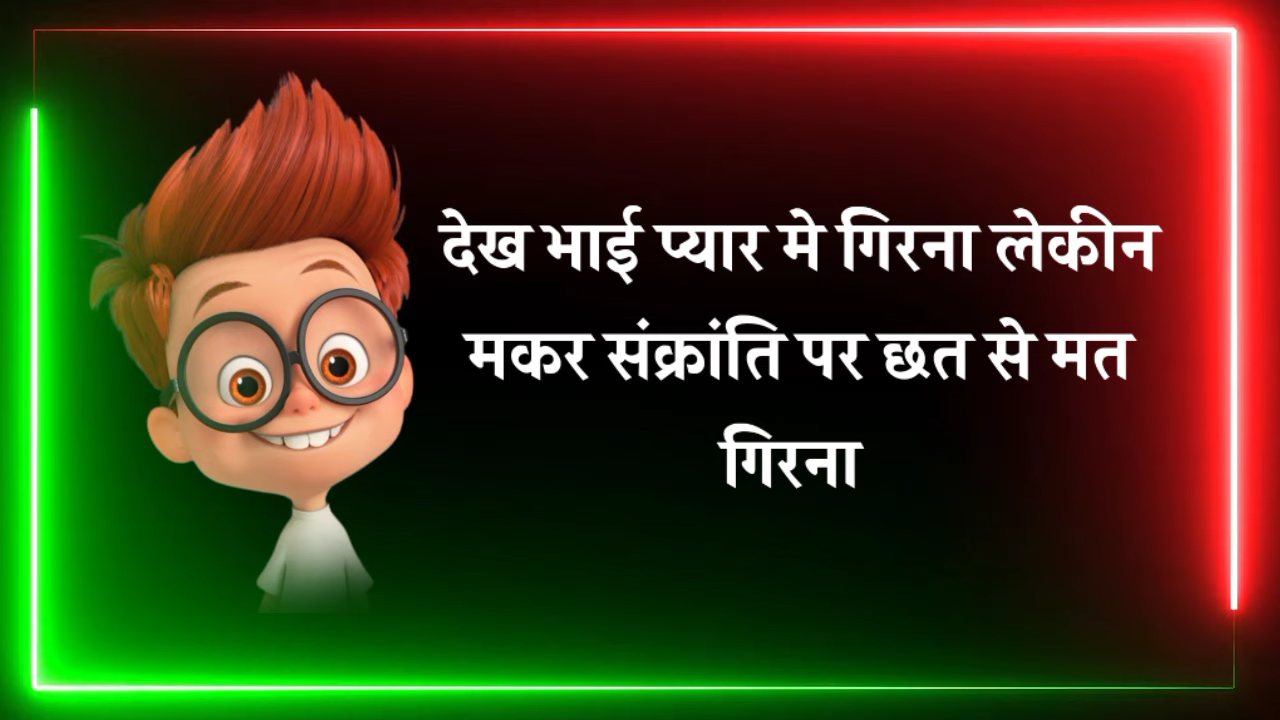 देख भाई प्यार मे गिरना लेकीन
मकर संक्रांति पर छत से मत
गिरना